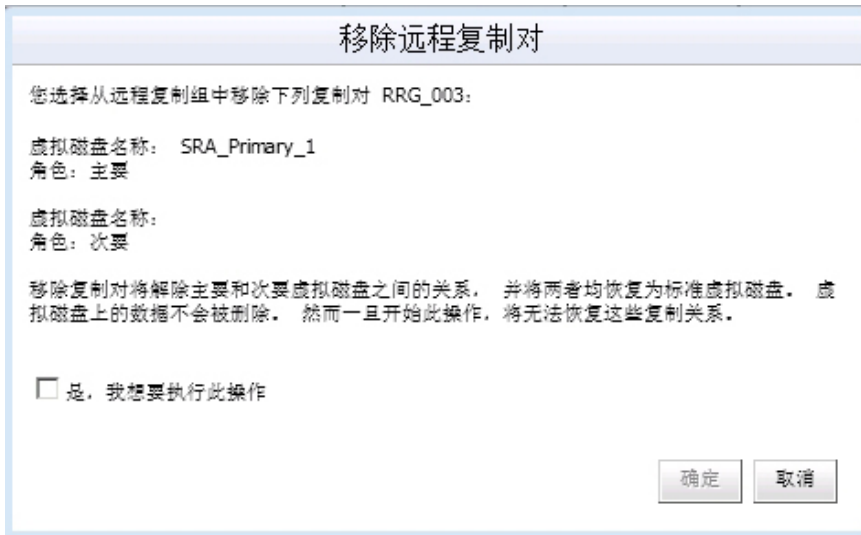 移除远程复制对
您选择从远程复制组中移除下列复制对 RRG_003:
虚拟磁盘名称: SRA_Primary_1
角色: 主要
虚拟磁盘名称:
角色: 次要
移除复制对将解除主要和次要虚拟磁盘之间的关系, 并将两者均恢复为标准虚拟磁盘。 虚
拟磁盘上的数据不会被删除。 然而一旦开始此操作, 将无法恢复这些复制关系。
是, 我想要执行此操作
确定 取消